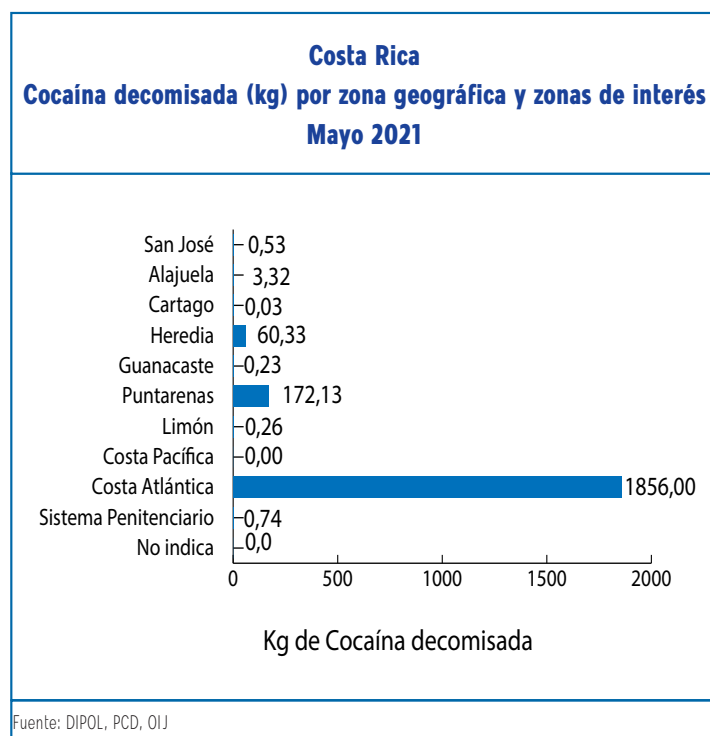 Costa Rica
Cocaína decomisada (kg) por zona geográfica y zonas de interés
Mayo 2021
San José 0,53
Alajuela 3,32
Cartago 0,03
Heredia 60,33
Guanacaste 0,23
Puntarenas 172,13
Limón 0,26
Costa Pacífica 0,00
Costa Atlántica 1856,00
Sistema Penitenciario 0,74
No indica 0,0
0 500 1000 1500 2000
Kg de Cocaína decomisada
Fuente: DIPOL, PCD, OIJ